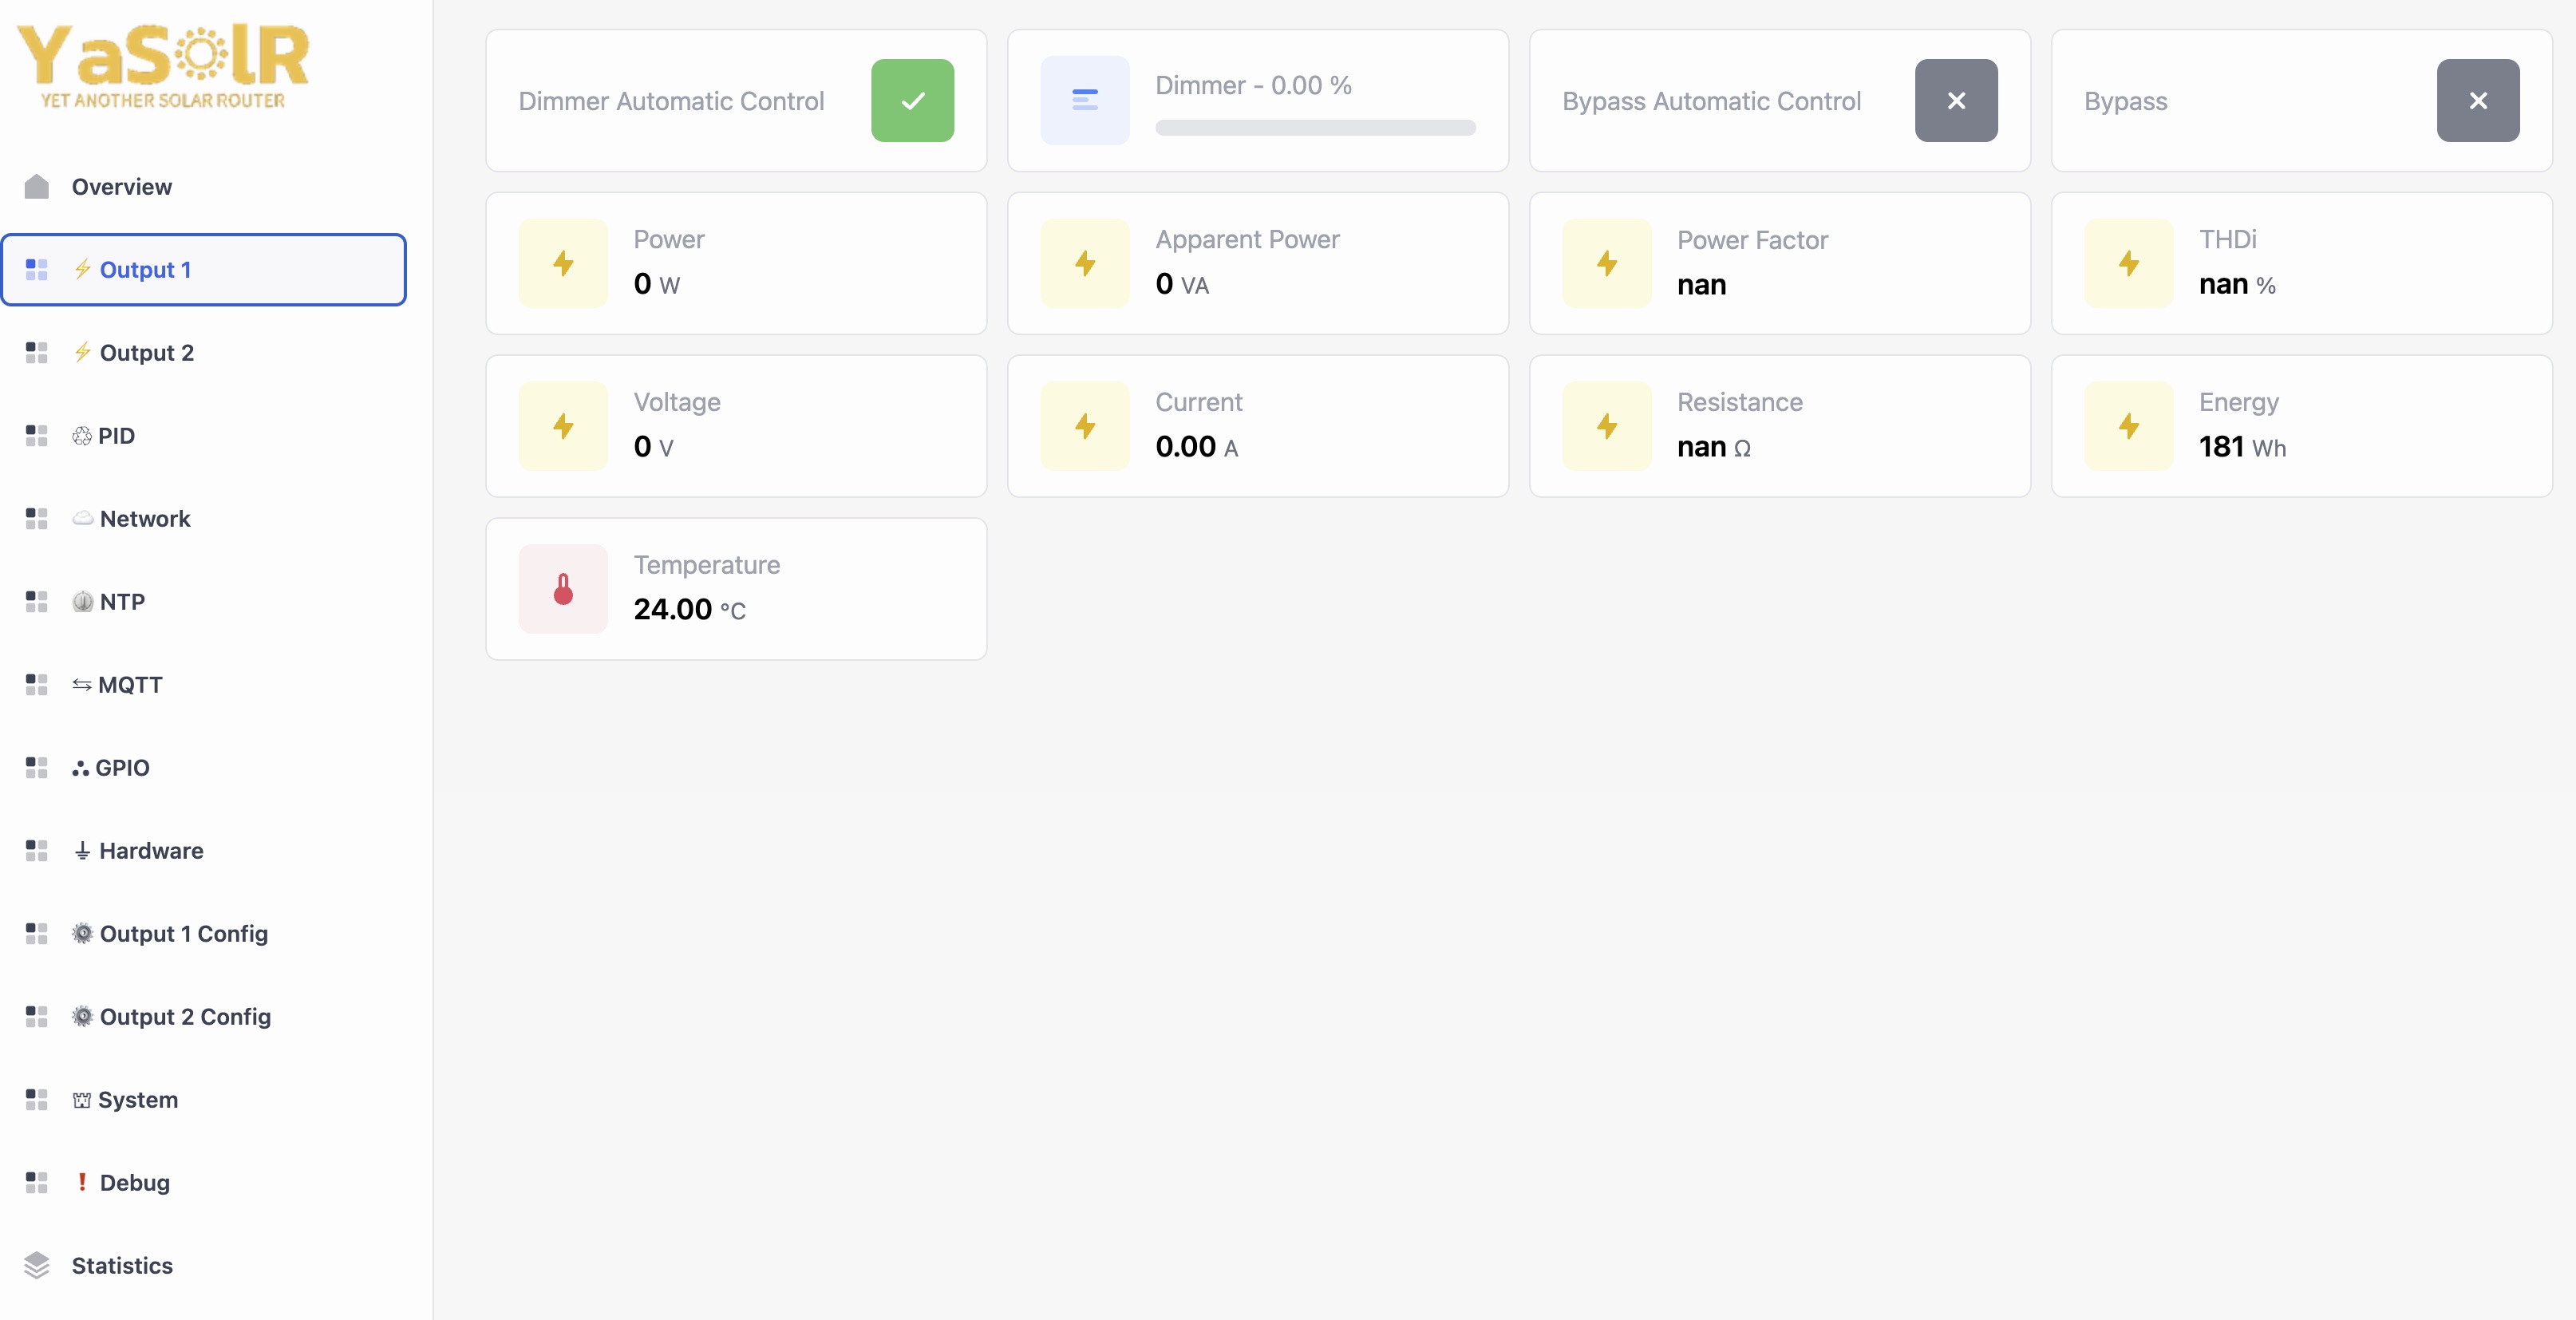 YaSolR
YET ANOTHER SOLAR ROUTER
Overview
⚡ Output 1
⚡ Output 2
♲ PID
☁️ Network
NTP
⇆ MQTT
⛬ GPIO
⏚ Hardware
⚙️ Output 1 Config
⚙️ Output 2 Config
⛫ System
❗ Debug
Statistics
Dimmer Automatic Control
Dimmer - 0.00 %
Bypass Automatic Control
Bypass
Power
0 W
Apparent Power
0 VA
Power Factor
nan
THDi
nan %
Voltage
0 V
Current
0.00 A
Resistance
nan Ω
Energy
181 Wh
Temperature
24.00 °C